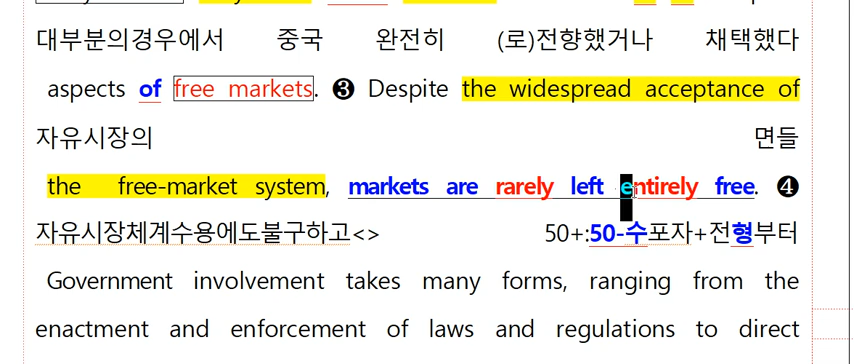 대부분의경우에서 중국 완전히 (로)전향했거나 채택했다
aspects of free markets. ❸ Despite the widespread acceptance of
자유시장의 면들
the free-market system, markets are rarely left entirely free. ❹
자유시장체계수용에도불구하고<> 50+:50-수포자+전형부터
Government involvement takes many forms, ranging from the
enactment and enforcement of laws and regulations to direct